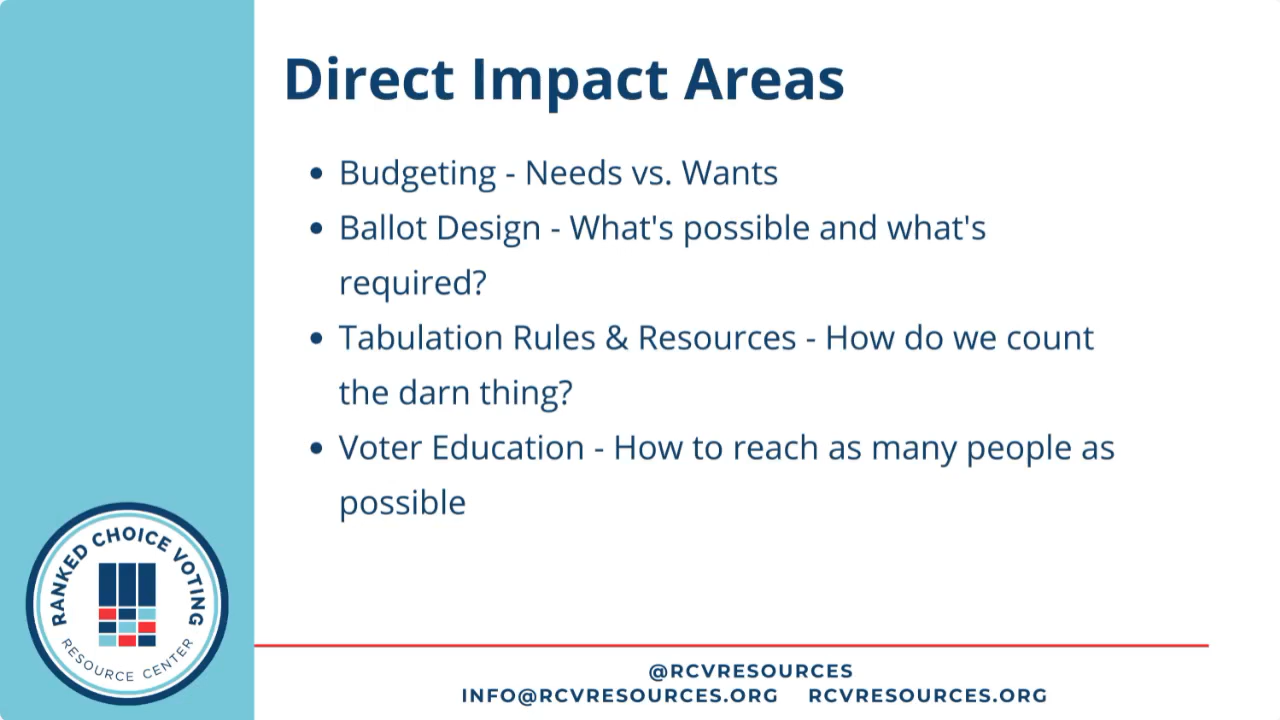 Direct Impact Areas
Budgeting - Needs vs. Wants
Ballot Design - What's possible and what's
required?
Tabulation Rules & Resources - How do we count
the darn thing?
Voter Education - How to reach as many people as
possible
RANKED CHOICE VOTING
RESOURCE CENTER
@RCVRESOURCES
INFO@RCVRESOURCES.ORG RCVRESOURCES.ORG